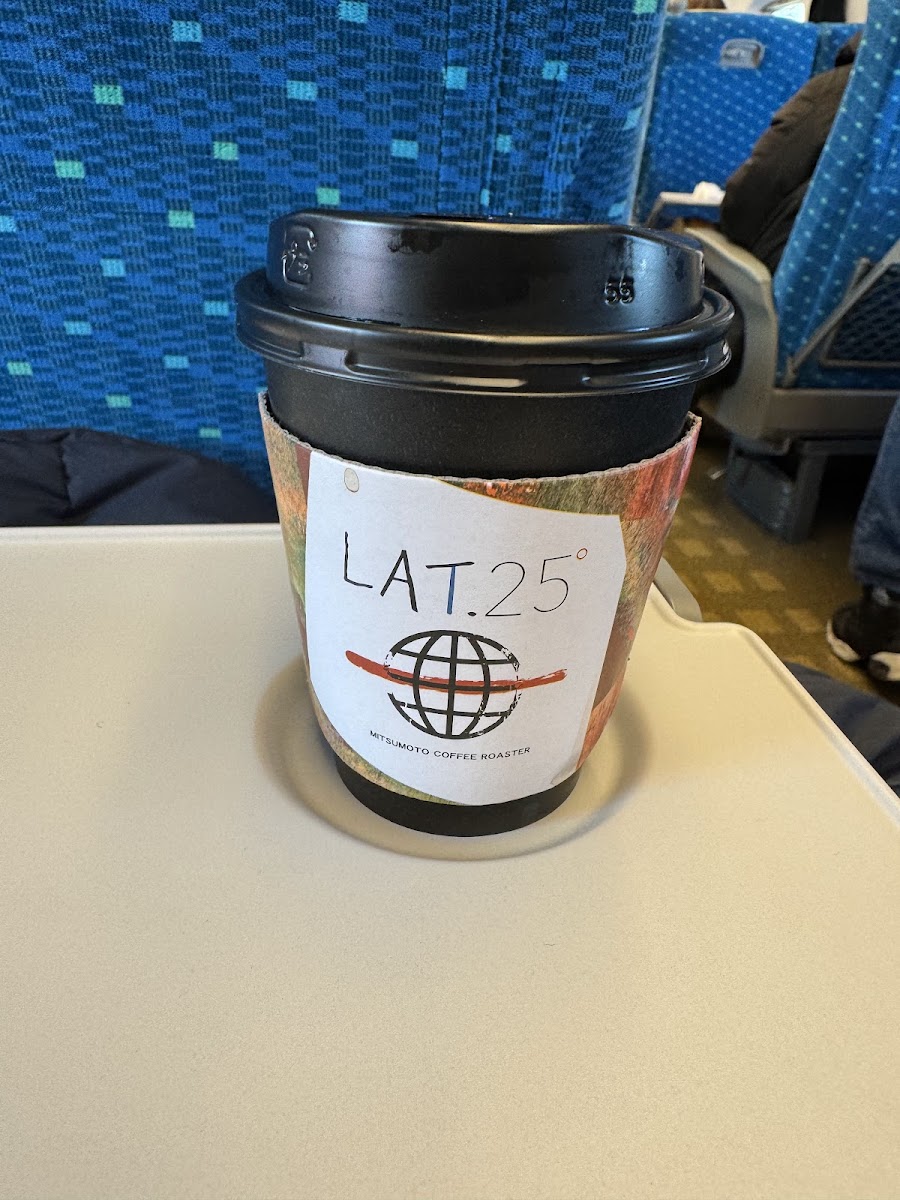 LAT.25°
MITSUMOTO COFFEE ROASTER